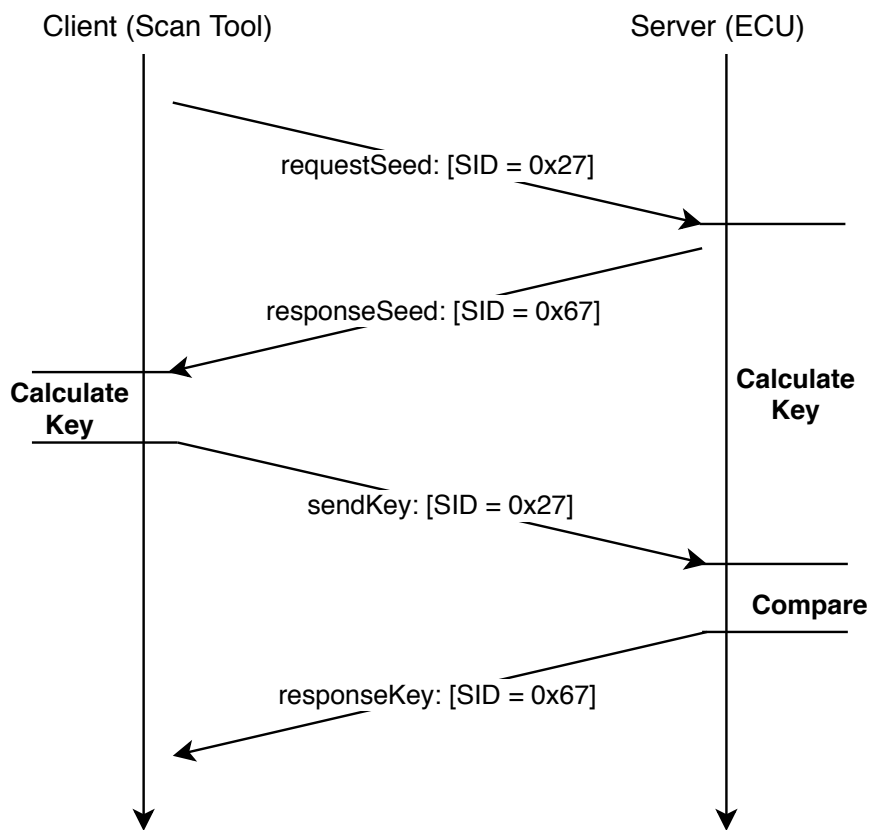 Client (Scan Tool)
Server (ECU)
requestSeed: [SID = 0x27]
responseSeed: [SID = 0x67]
Calculate
Key
Calculate
Key
sendKey: [SID = 0x27]
Compare
responseKey: [SID = 0x67]